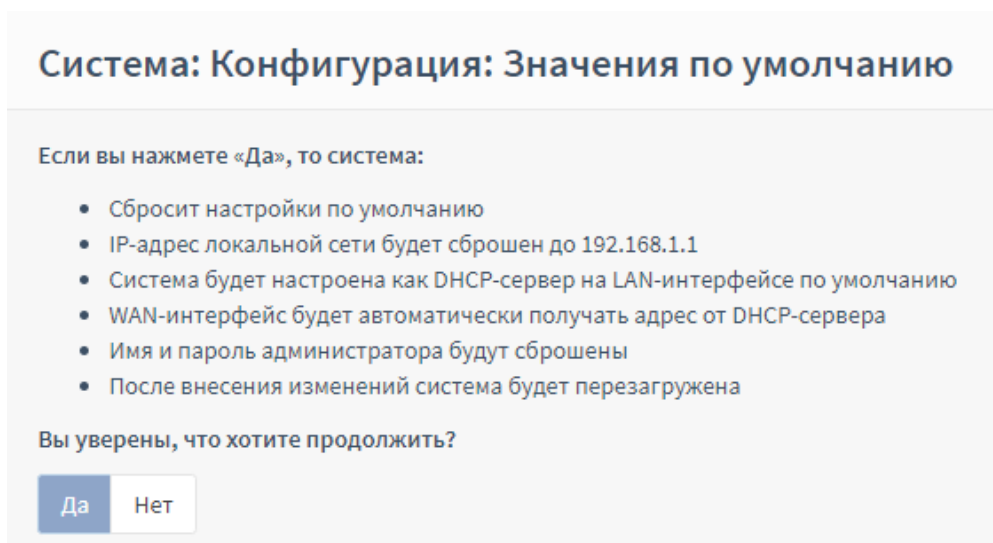 Система: Конфигурация: Значения по умолчанию
Если вы нажмете «Да», то система:
• Сбросит настройки по умолчанию
• IP-адрес локальной сети будет сброшен до 192.168.1.1
• Система будет настроена как DHCP-сервер на LAN-интерфейсе по умолчанию
• WAN-интерфейс будет автоматически получать адрес от DHCP-сервера
• Имя и пароль администратора будут сброшены
• После внесения изменений система будет перезагружена
Вы уверены, что хотите продолжить?
Да Нет